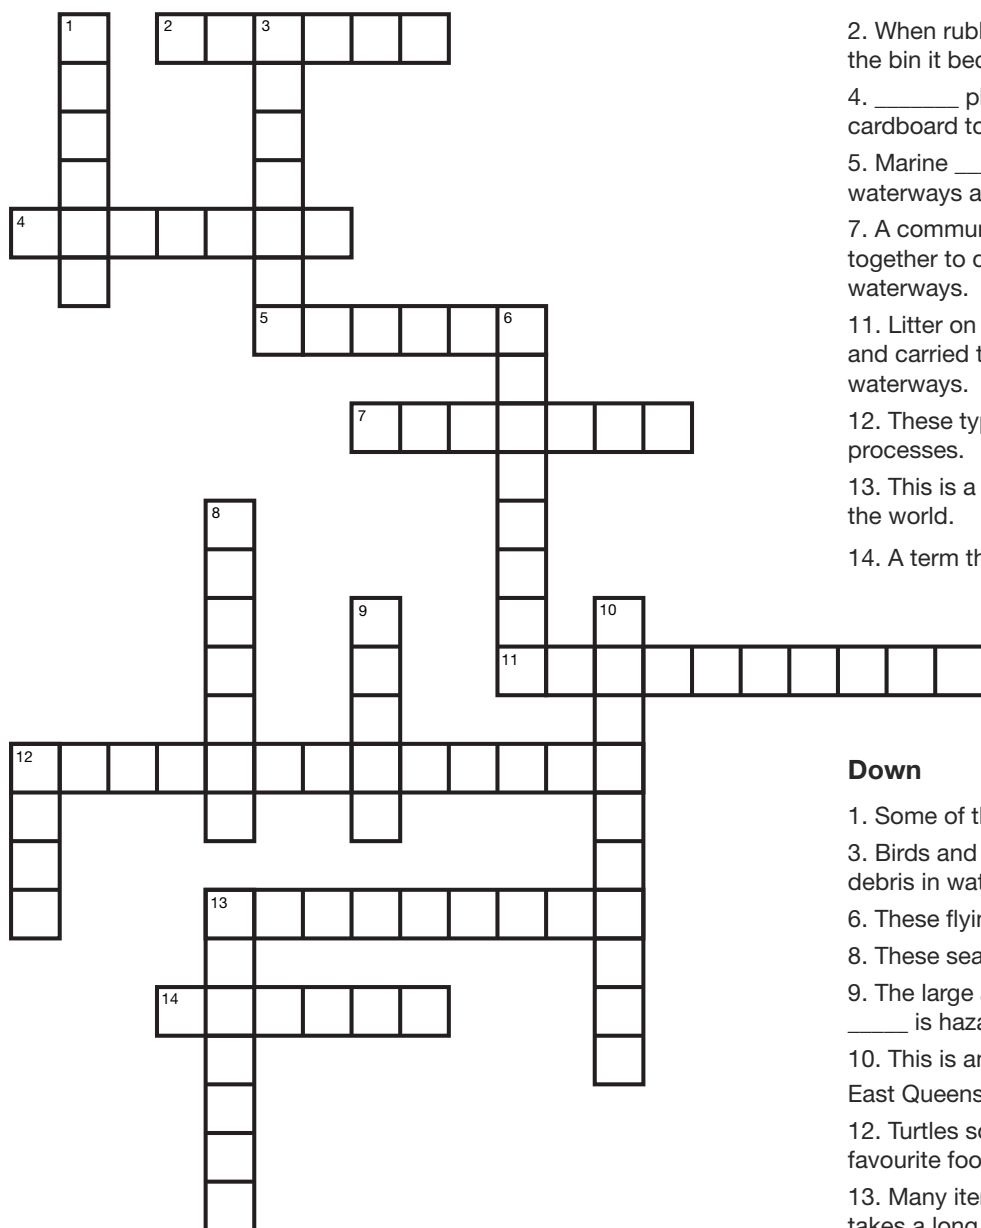 1
2
3
4
5
6
7
8
9
10
11
12
13
14
2. When rubl
the bin it bec
4. _______ pl
cardboard to
5. Marine __
waterways a
7. A commun
together to c
waterways.
11. Litter on
and carried t
waterways.
12. These typ
processes.
13. This is a
the world.
14. A term th
Down
1. Some of th
3. Birds and
debris in wat
6. These flyin
8. These sea
9. The large
_____ is haza
10. This is ar
East Queens
12. Turtles so
favourite foo
13. Many iter
takes a long